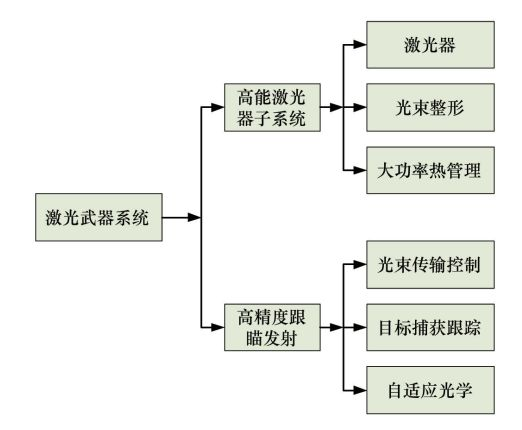 激光器
高能激光
器子系统
光束整形
大功率热管理
激光武器系统
光束传输控制
高精度跟
瞄发射
目标捕获跟踪
自适应光学